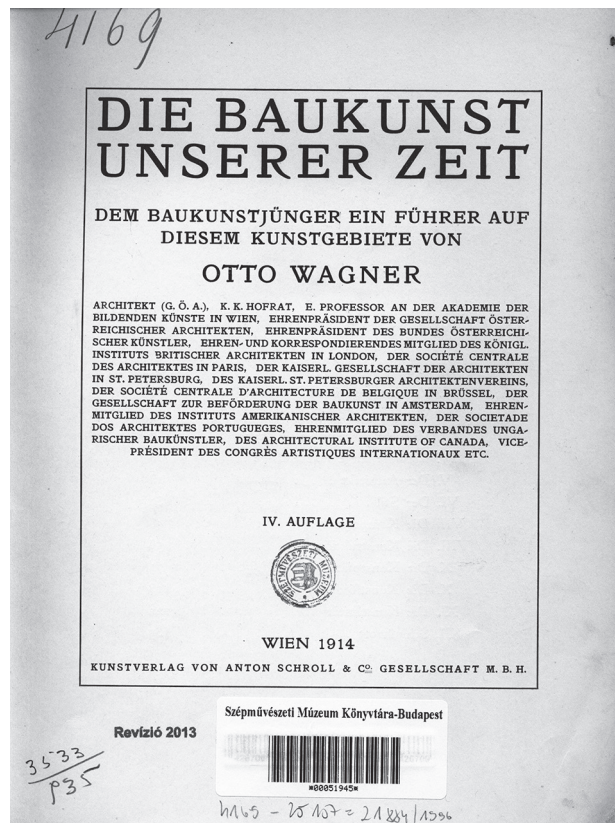 4169
DIE BAUKUNST
UNSERER ZEIT
DEM BAUKUNSTJÜNGER EIN FÜHRER AUF
DIESEM KUNSTGEBIETE VON
OTTO WAGNER
ARCHITEKT (G. Ö. A.), K. K. HOFRAT, E. PROFESSOR AN DER AKADEMIE DER
BILDENDEN KÜNSTE IN WIEN, EHRENPRÄSIDENT DER GESELLSCHAFT ÖSTER-
REICHISCHER ARCHITEKTEN, EHRENPRÄSIDENT DES BUNDES ÖSTERREICHI-
SCHER KÜNSTLER, EHREN- UND KORRESPONDIERENDES MITGLIED DES KÖNIGL.
INSTITUTS BRITISCHER ARCHITEKTEN IN LONDON, DER SOCIÉTÉ CENTRALE
DES ARCHITECTES IN PARIS, DER KAISERL. GESELLSCHAFT DER ARCHITEKTEN
IN ST. PETERSBURG, DES KAISERL. ST. PETERSBURGER ARCHITEKTENVEREINS,
DER SOCIÉTÉ CENTRALE D'ARCHITECTURE DE BELGIQUE IN BRÜSSEL, DER
GESELLSCHAFT ZUR BEFÖRDERUNG DER BAUKUNST IN AMSTERDAM, EHREN-
MITGLIED DES INSTITUTS AMERIKANISCHER ARCHITEKTEN, DER SOCIETADE
DOS ARCHITEKTES PORTUGUEGES, EHRENMITGLIED DES VERBANDES UNGA-
RISCHER BAUKÜNSTLER, DES ARCHITECTURAL INSTITUTE OF CANADA, VICE-
PRÉSIDENT DES CONGRÈS ARTISTIQUES INTERNATIONAUX ETC.
IV. AUFLAGE
SZÉPMŰVÉSZETI MUZEUM
WIEN 1914
KUNSTVERLAG VON ANTON SCHROLL & Co: GESELLSCHAFT M. B. H.
Szépművészeti Múzeum Könyvtára-Budapest
Revízió 2013
*00051945*
35-33
p35
4169 - 25107 = 21884/1996